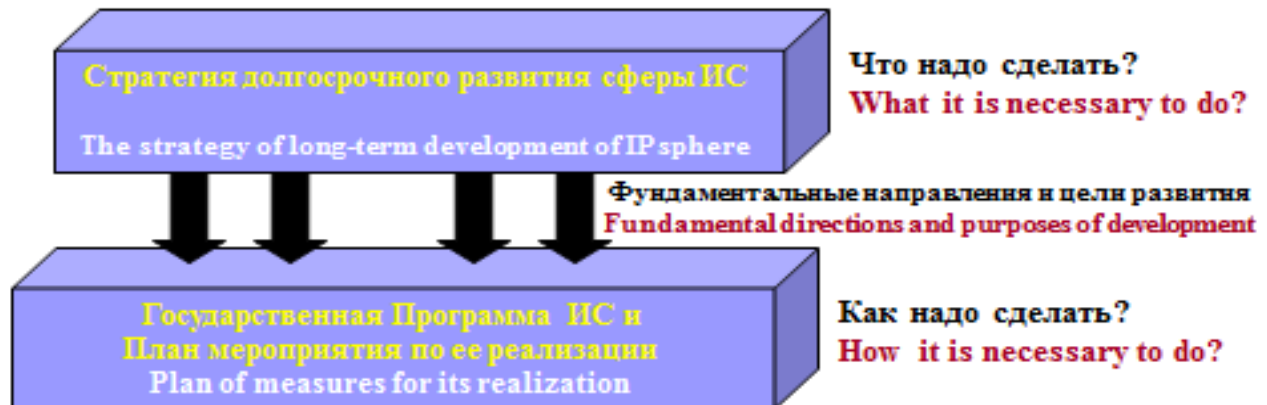 Стратегия долгосрочного развития сферы ИС
The strategy of long-term development of IP sphere
Что надо сделать?
What it is necessary to do?
Фундаментальные направления и цели развития
Fundamental directions and purposes of development
Государственная Программа ИС и
План мероприятия по ее реализации
Plan of measures for its realization
Как надо сделать?
How it is necessary to do?